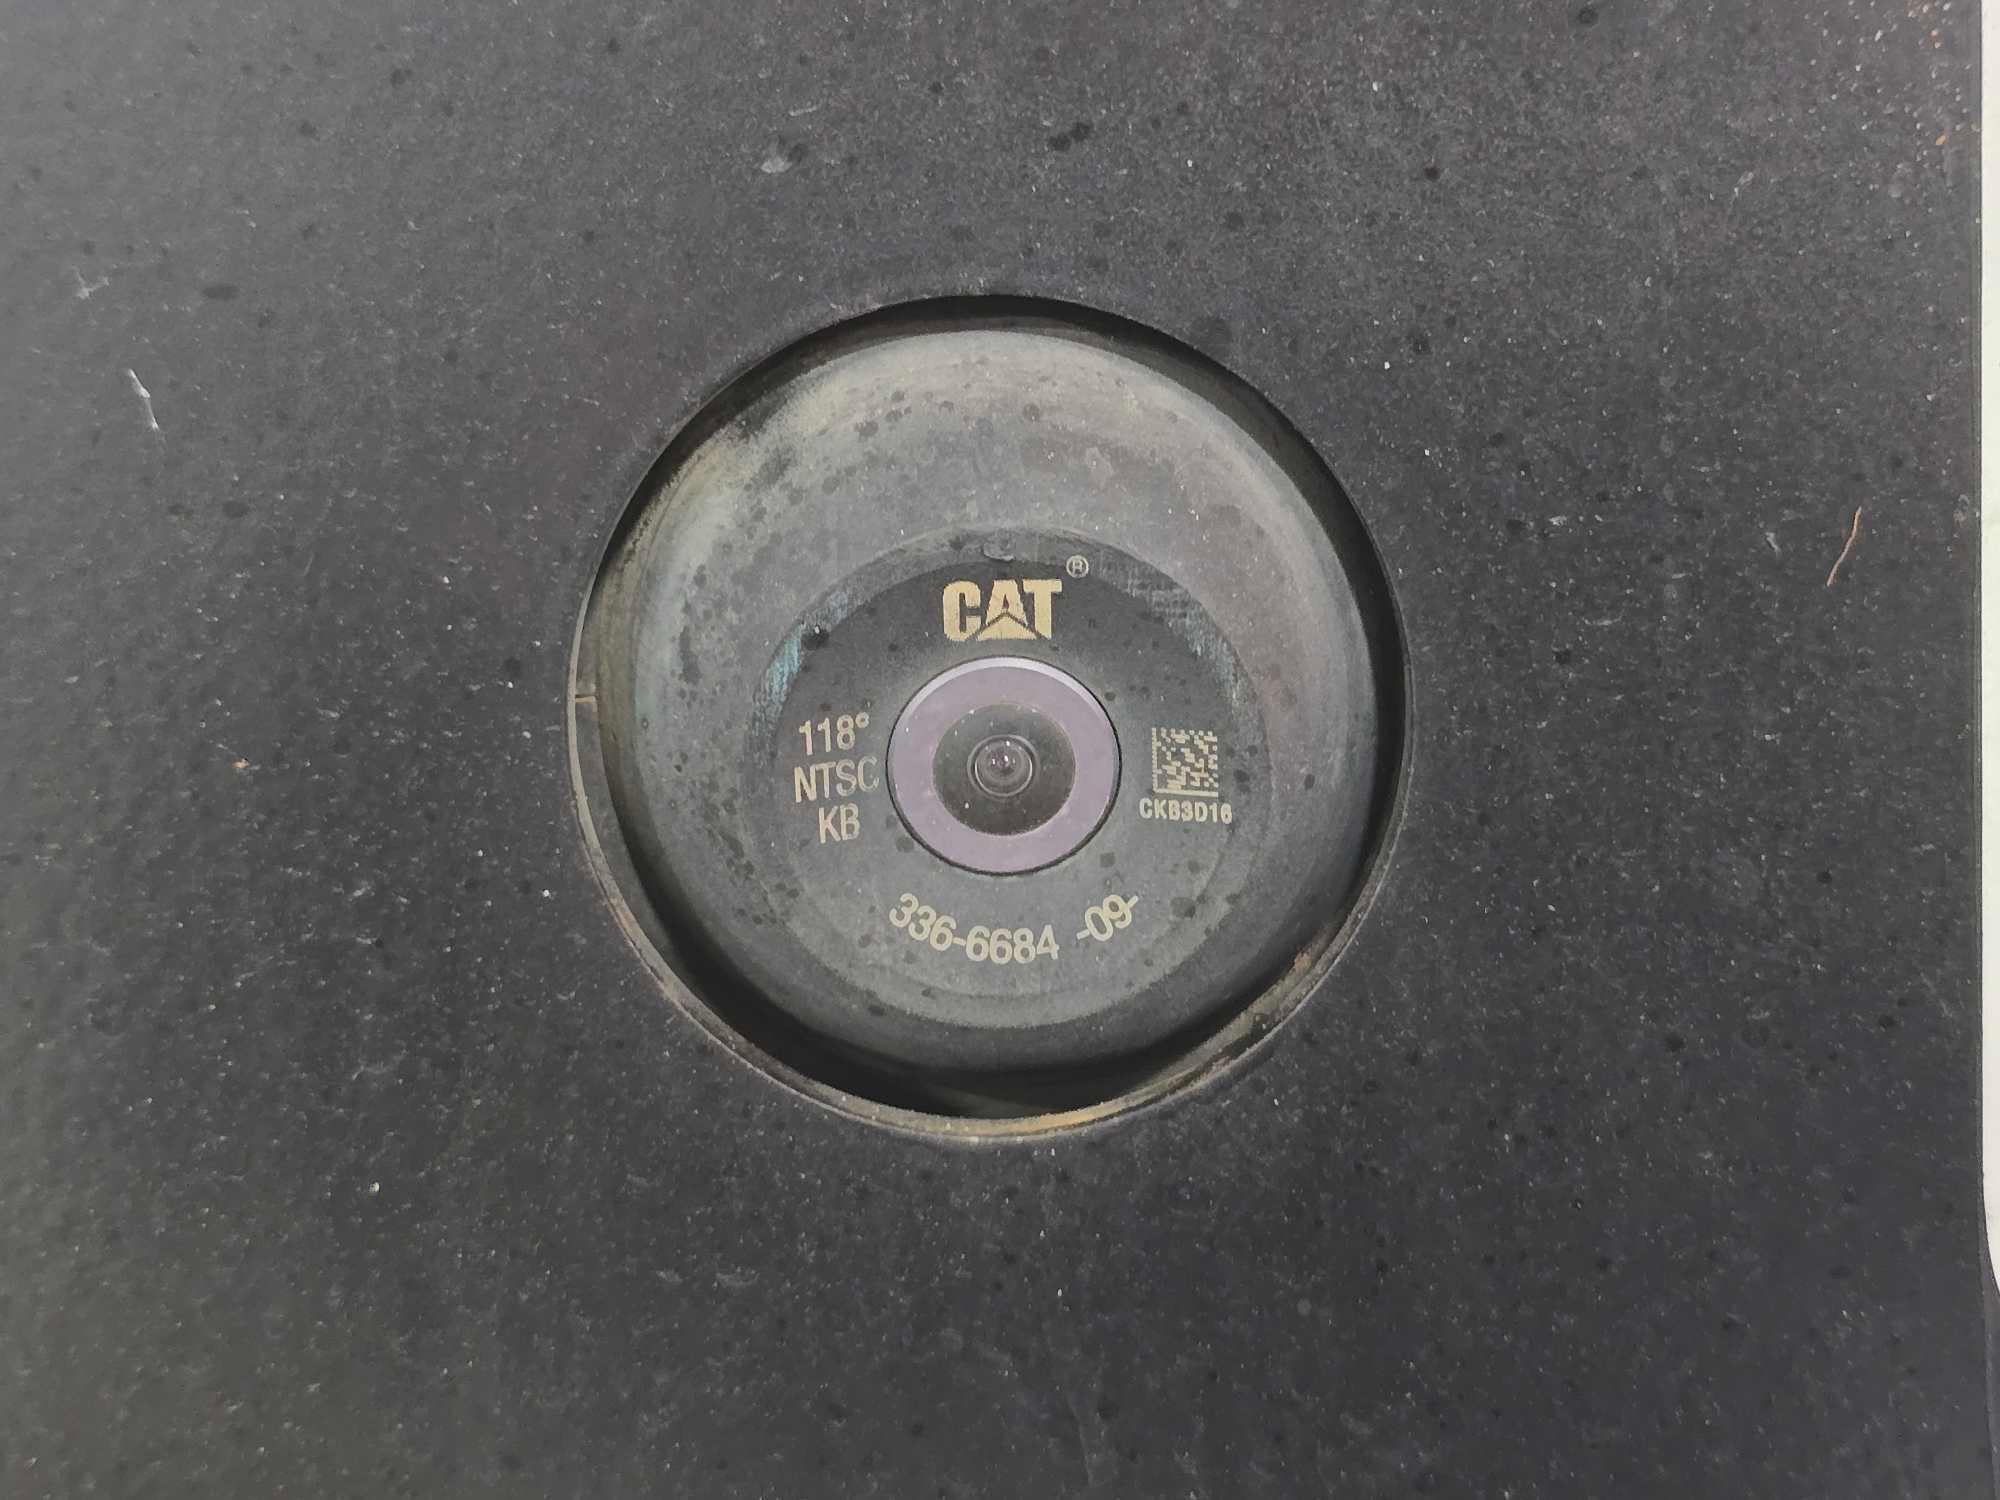 CAT®
118°
NTSC
KB
CKB3D16
336-6684 -09-